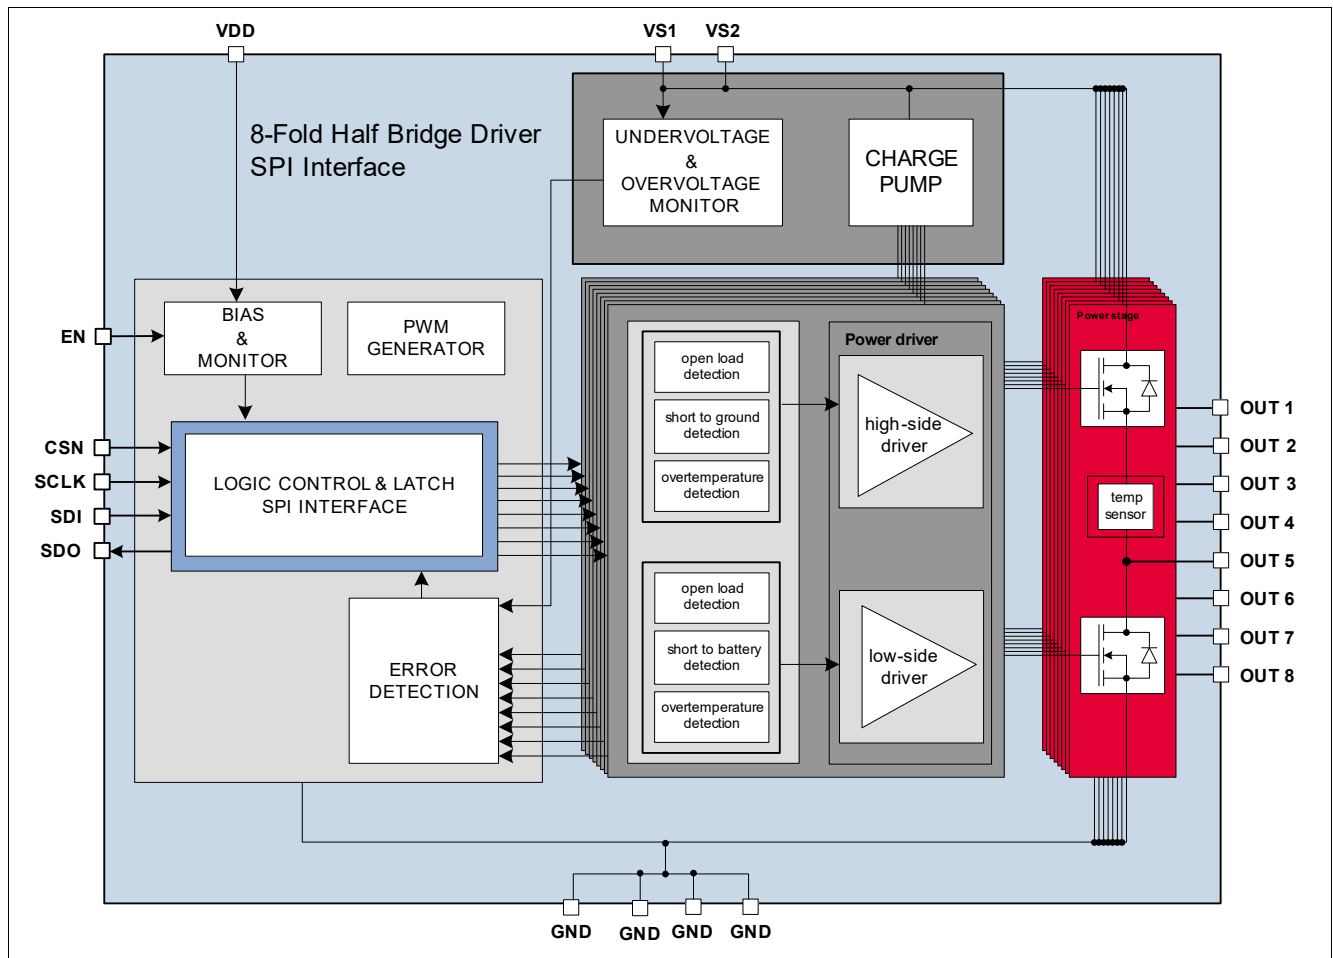 VDD
VS1
VS2
8-Fold Half Bridge Driver
SPI Interface
UNDERVOLTAGE
&
OVERVOLTAGE
MONITOR
CHARGE
PUMP
EN
BIAS
&
MONITOR
PWM
GENERATOR
CSN
SCLK
SDI
SDO
LOGIC CONTROL & LATCH
SPI INTERFACE
ERROR
DETECTION
open load
detection
short to ground
detection
overtemperature
detection
open load
detection
short to battery
detection
overtemperature
detection
Power driver
high-side
driver
low-side
driver
Power stage
temp
sensor
OUT 1
OUT 2
OUT 3
OUT 4
OUT 5
OUT 6
OUT 7
OUT 8
GND
GND
GND
GND